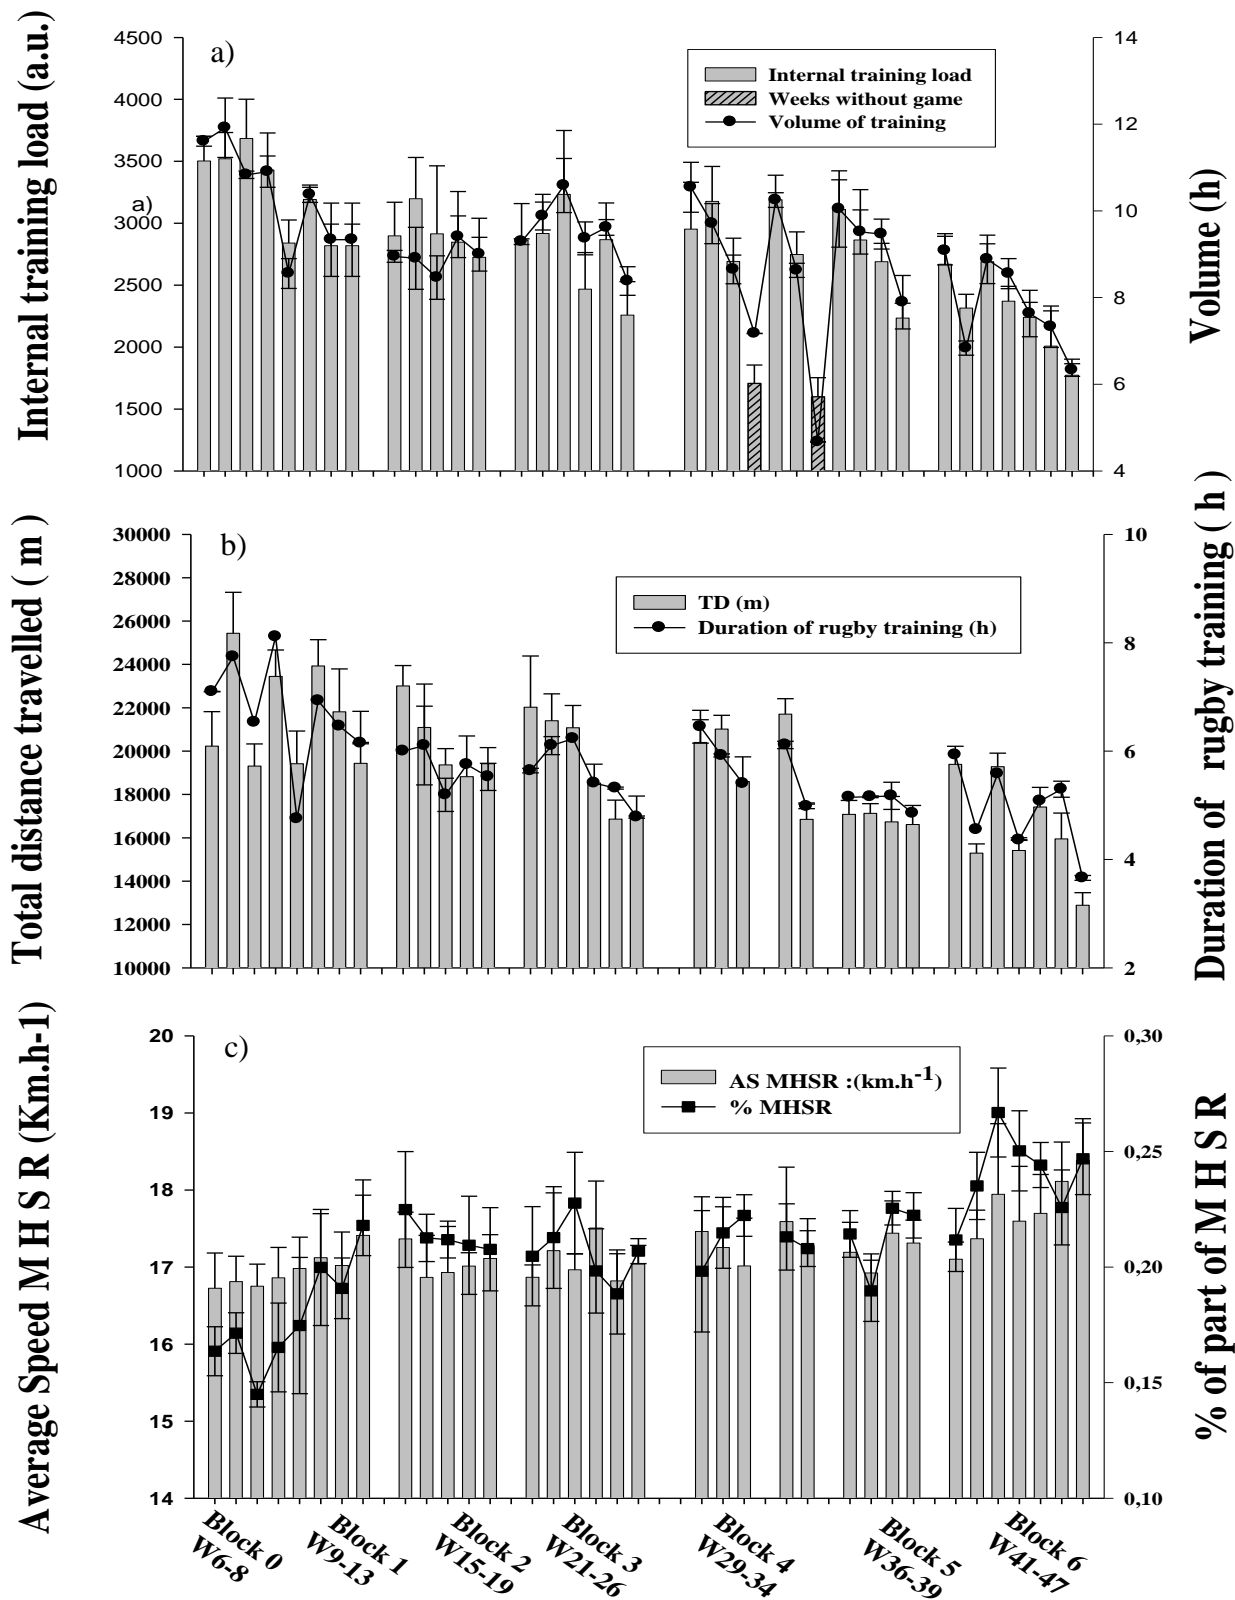 a)
Internal training load (a.u.)
4500
4000
3500
3000
2500
2000
1500
1000
a)
Internal training load
Weeks without game
Volume of training
14
12
10
8
6
4
Volume (h)
b)
Total distance travelled ( m )
30000
28000
26000
24000
22000
20000
18000
16000
14000
12000
10000
TD (m)
Duration of rugby training (h)
10
8
6
4
2
Duration of rugby training ( h )
c)
Average Speed M H S R (Km.h-1)
20
19
18
17
16
15
14
AS MHSR :(km.h-1)
% MHSR
0,30
0,25
0,20
0,15
0,10
% of part of M H S R
Block 0
W6-8
Block 1
W9-13
Block 2
W15-19
Block 3
W21-26
Block 4
W29-34
Block 5
W36-39
Block 6
W41-47